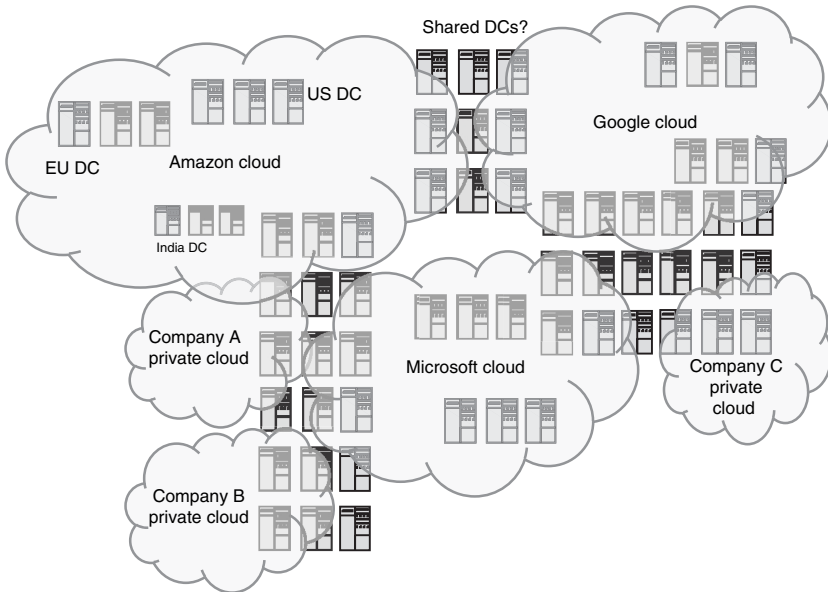 Shared DCs?
US DC
EU DC
Amazon cloud
Google cloud
India DC
Company A
private cloud
Microsoft cloud
Company C
private
cloud
Company B
private cloud